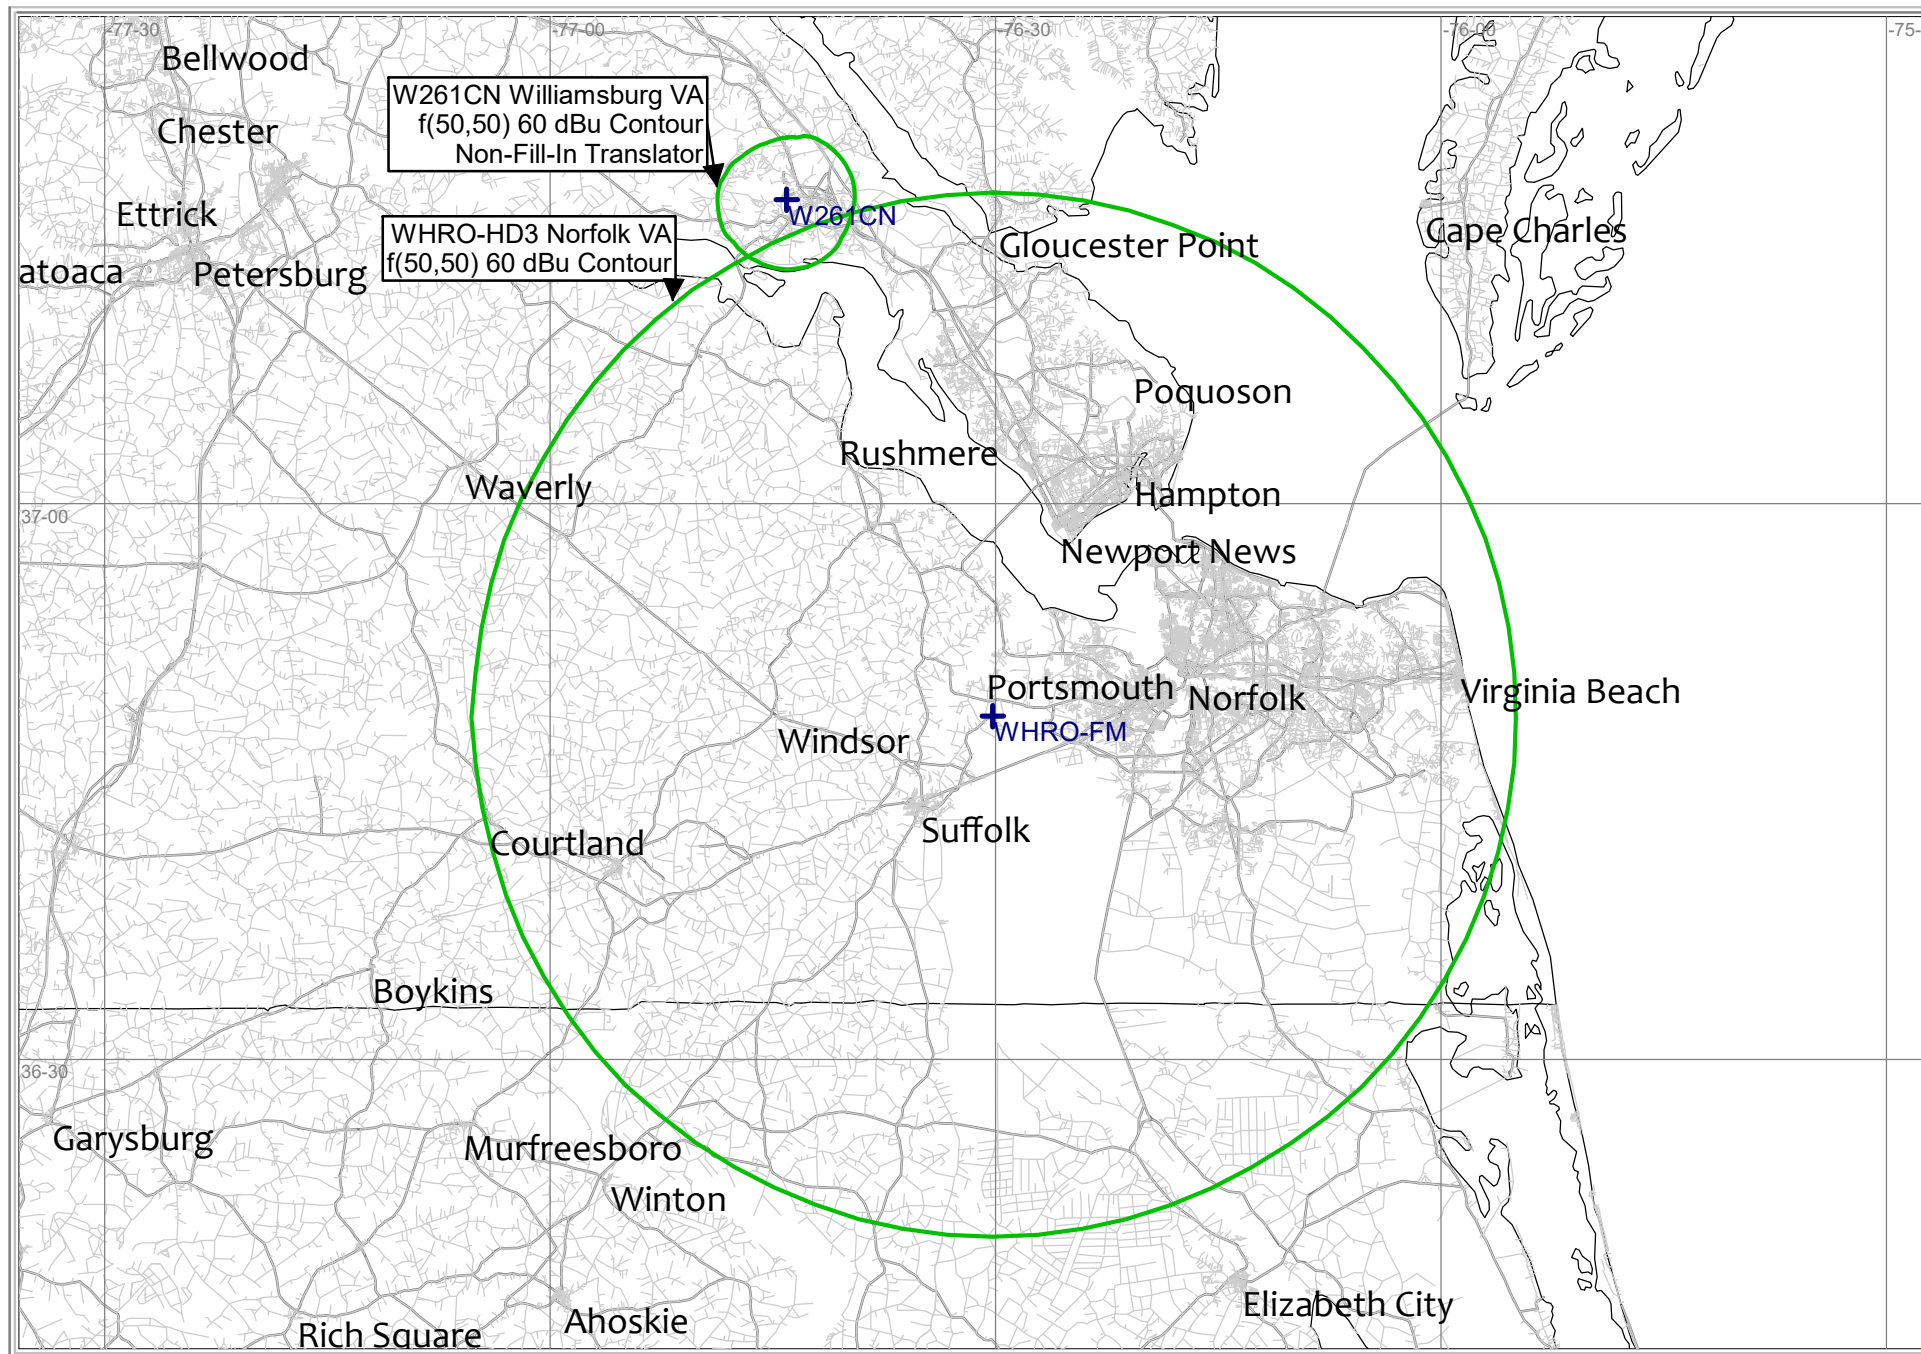 -77-30
-77-00
-76-30
-76-00
-75-
Bellwood
W261CN Williamsburg VA
f(50,50) 60 dBu Contour
Non-Fill-In Translator
Chester
Ettrick
W261CN
Cape Charles
WHRO-HD3 Norfolk VA
f(50,50) 60 dBu Contour
Gloucester Point
atoaca
Petersburg
Poquoson
Rushmere
Waverly
Hampton
37-00
Newport News
Portsmouth
Norfolk
Virginia Beach
WHRO-FM
Windsor
Suffolk
Courtland
Boykins
36-30
Garysburg
Murfreesboro
Winton
Elizabeth City
Ahoskie
Rich Square